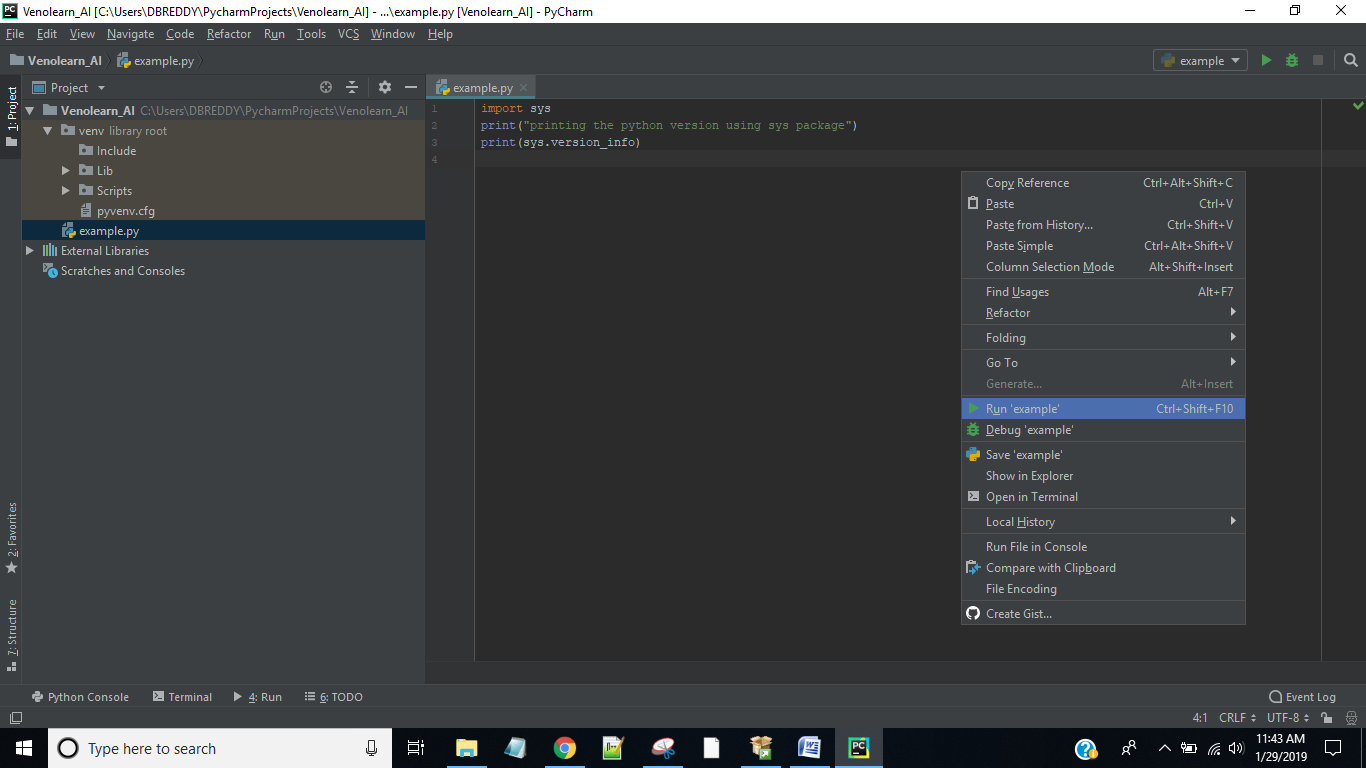 Venolearn_AI [C:\Users\DBREDDY\PycharmProjects\Venolearn_AI] - ...\example.py [Venolearn_AI] - PyCharm
File Edit View Navigate Code Refactor Run Tools VCS Window Help
Venolearn_AI example.py example
1: Project
Project
Venolearn_AI C:\Users\DBREDDY\PycharmProjects\Venolearn_AI
venv library root
Include
Lib
Scripts
pyvenv.cfg
example.py
External Libraries
Scratches and Consoles
2: Favorites
7: Structure
example.py
1 import sys
2 print("printing the python version using sys package")
3 print(sys.version_info)
4
Copy Reference Ctrl+Alt+Shift+C
Paste Ctrl+V
Paste from History... Ctrl+Shift+V
Paste Simple Ctrl+Alt+Shift+V
Column Selection Mode Alt+Shift+Insert
Find Usages Alt+F7
Refactor
Folding
Go To
Generate... Alt+Insert
Run 'example' Ctrl+Shift+F10
Debug 'example'
Save 'example'
Show in Explorer
Open in Terminal
Local History
Run File in Console
Compare with Clipboard
File Encoding
Create Gist...
Python Console Terminal 4: Run 6: TODO Event Log
4:1 CRLF UTF-8
Type here to search
11:43 AM
1/29/2019